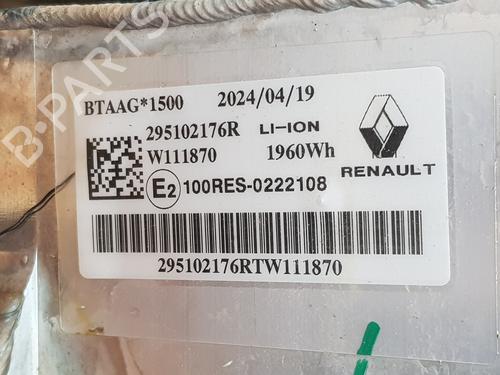 B-PARTS
BTAAG*1500 2024/04/19
295102176R LI-ION
W111870 1960Wh
RENAULT
E2 100RES-0222108
295102176RTW111870